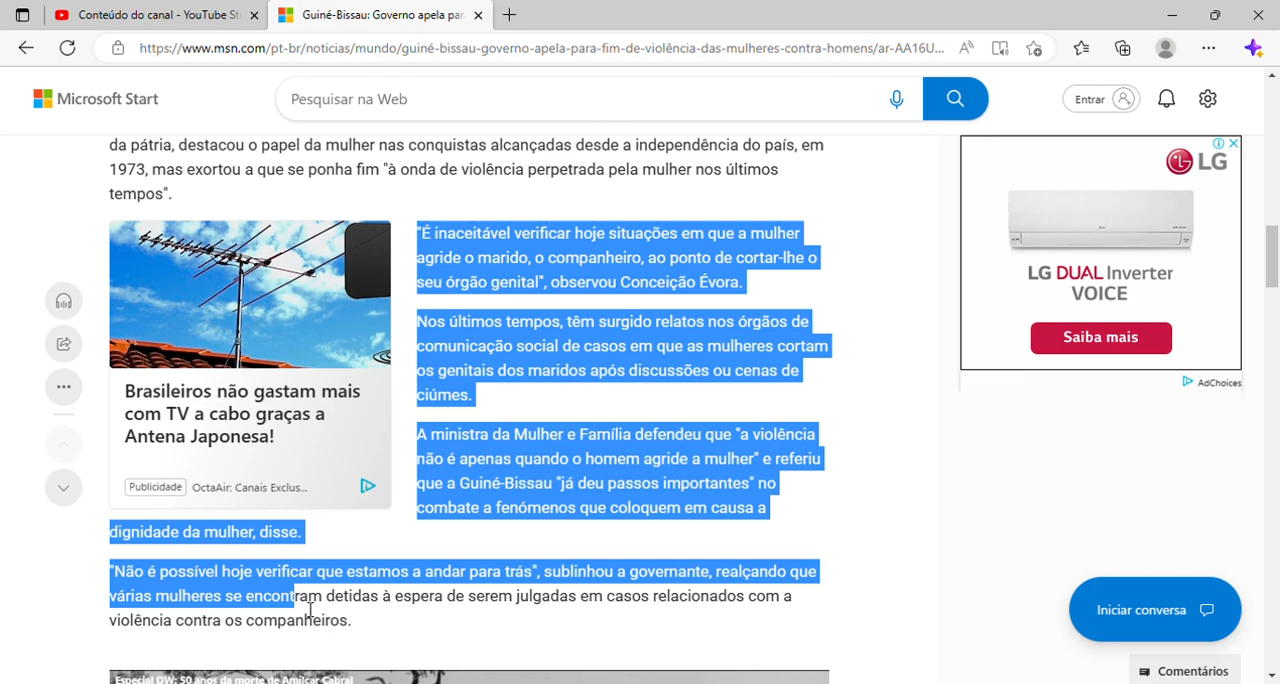 Conteúdo do canal - YouTube St
Guiné-Bissau: Governo apela par
https://www.msn.com/pt-br/noticias/mundo/guiné-bissau-governo-apela-para-fim-de-violência-das-mulheres-contra-homens/ar-AA16U...
Microsoft Start
Pesquisar na Web
Entrar
da pátria, destacou o papel da mulher nas conquistas alcançadas desde a independência do país, em
1973, mas exortou a que se ponha fim "à onda de violência perpetrada pela mulher nos últimos
tempos".
"É inaceitável verificar hoje situações em que a mulher
agride o marido, o companheiro, ao ponto de cortar-lhe o
seu órgão genital", observou Conceição Évora.
Nos últimos tempos, têm surgido relatos nos órgãos de
comunicação social de casos em que as mulheres cortam
os genitais dos maridos após discussões ou cenas de
ciúmes.
A ministra da Mulher e Família defendeu que "a violência
não é apenas quando o homem agride a mulher" e referiu
que a Guiné-Bissau "já deu passos importantes" no
combate a fenómenos que coloquem em causa a
dignidade da mulher, disse.
"Não é possível hoje verificar que estamos a andar para trás", sublinhou a governante, realçando que
várias mulheres se encontram detidas à espera de serem julgadas em casos relacionados com a
violência contra os companheiros.
Brasileiros não gastam mais
com TV a cabo graças a
Antena Japonesa!
Publicidade
OctaAir: Canais Exclus...
Especial DW: 50 anos da morte de Amílcar Cabral
LG
LG DUAL Inverter
VOICE
Saiba mais
AdChoices
Iniciar conversa
Comentários